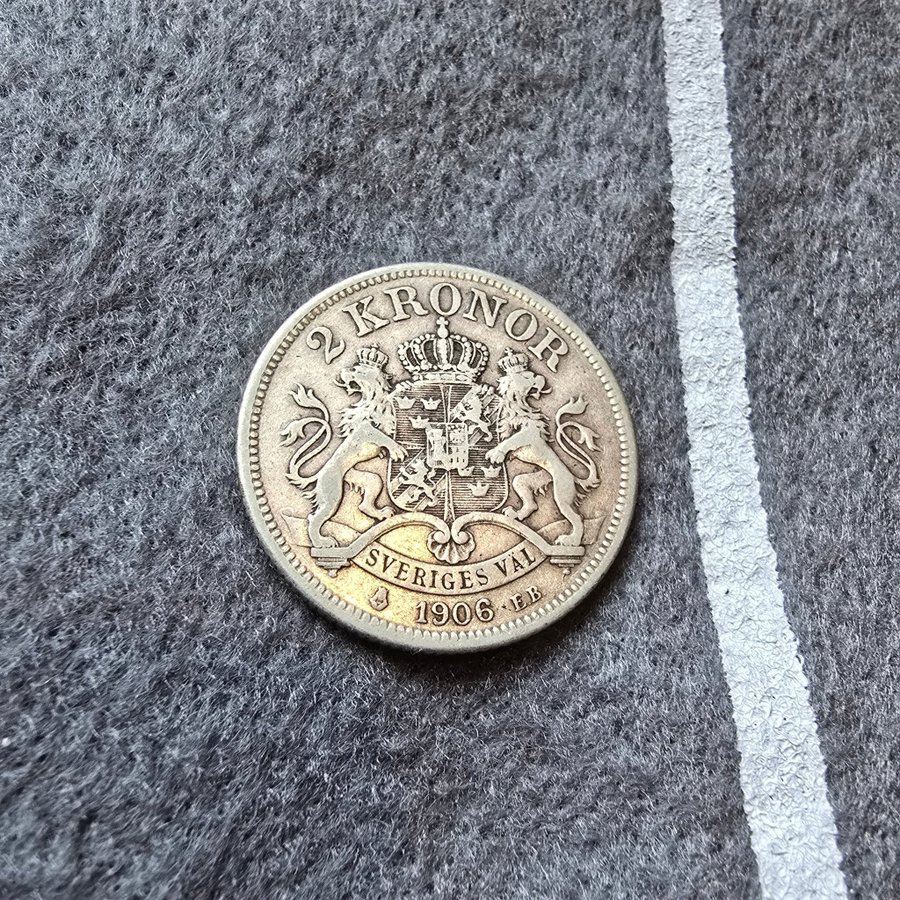 2 KRONOR
SVERIGES VÄL
1906 · EB